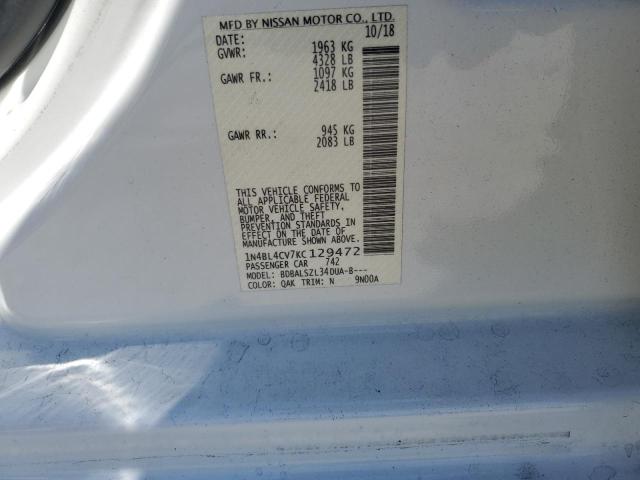 MFD BY NISSAN MOTOR CO., LTD.
DATE: 10/18
GVWR: 1963 KG
4328 LB
GAWR FR.: 1097 KG
2418 LB
GAWR RR.: 945 KG
2083 LB
THIS VEHICLE CONFORMS TO
ALL APPLICABLE FEDERAL
MOTOR VEHICLE SAFETY,
BUMPER, AND THEFT
PREVENTION STANDARDS IN
EFFECT ON THE DATE OF
MANUFACTURE SHOWN ABOVE.
1N4BL4CV7KC 129472
PASSENGER CAR 742
MODEL: BDBALSZL34DUA-B---
COLOR: QAK TRIM: N 9N00A